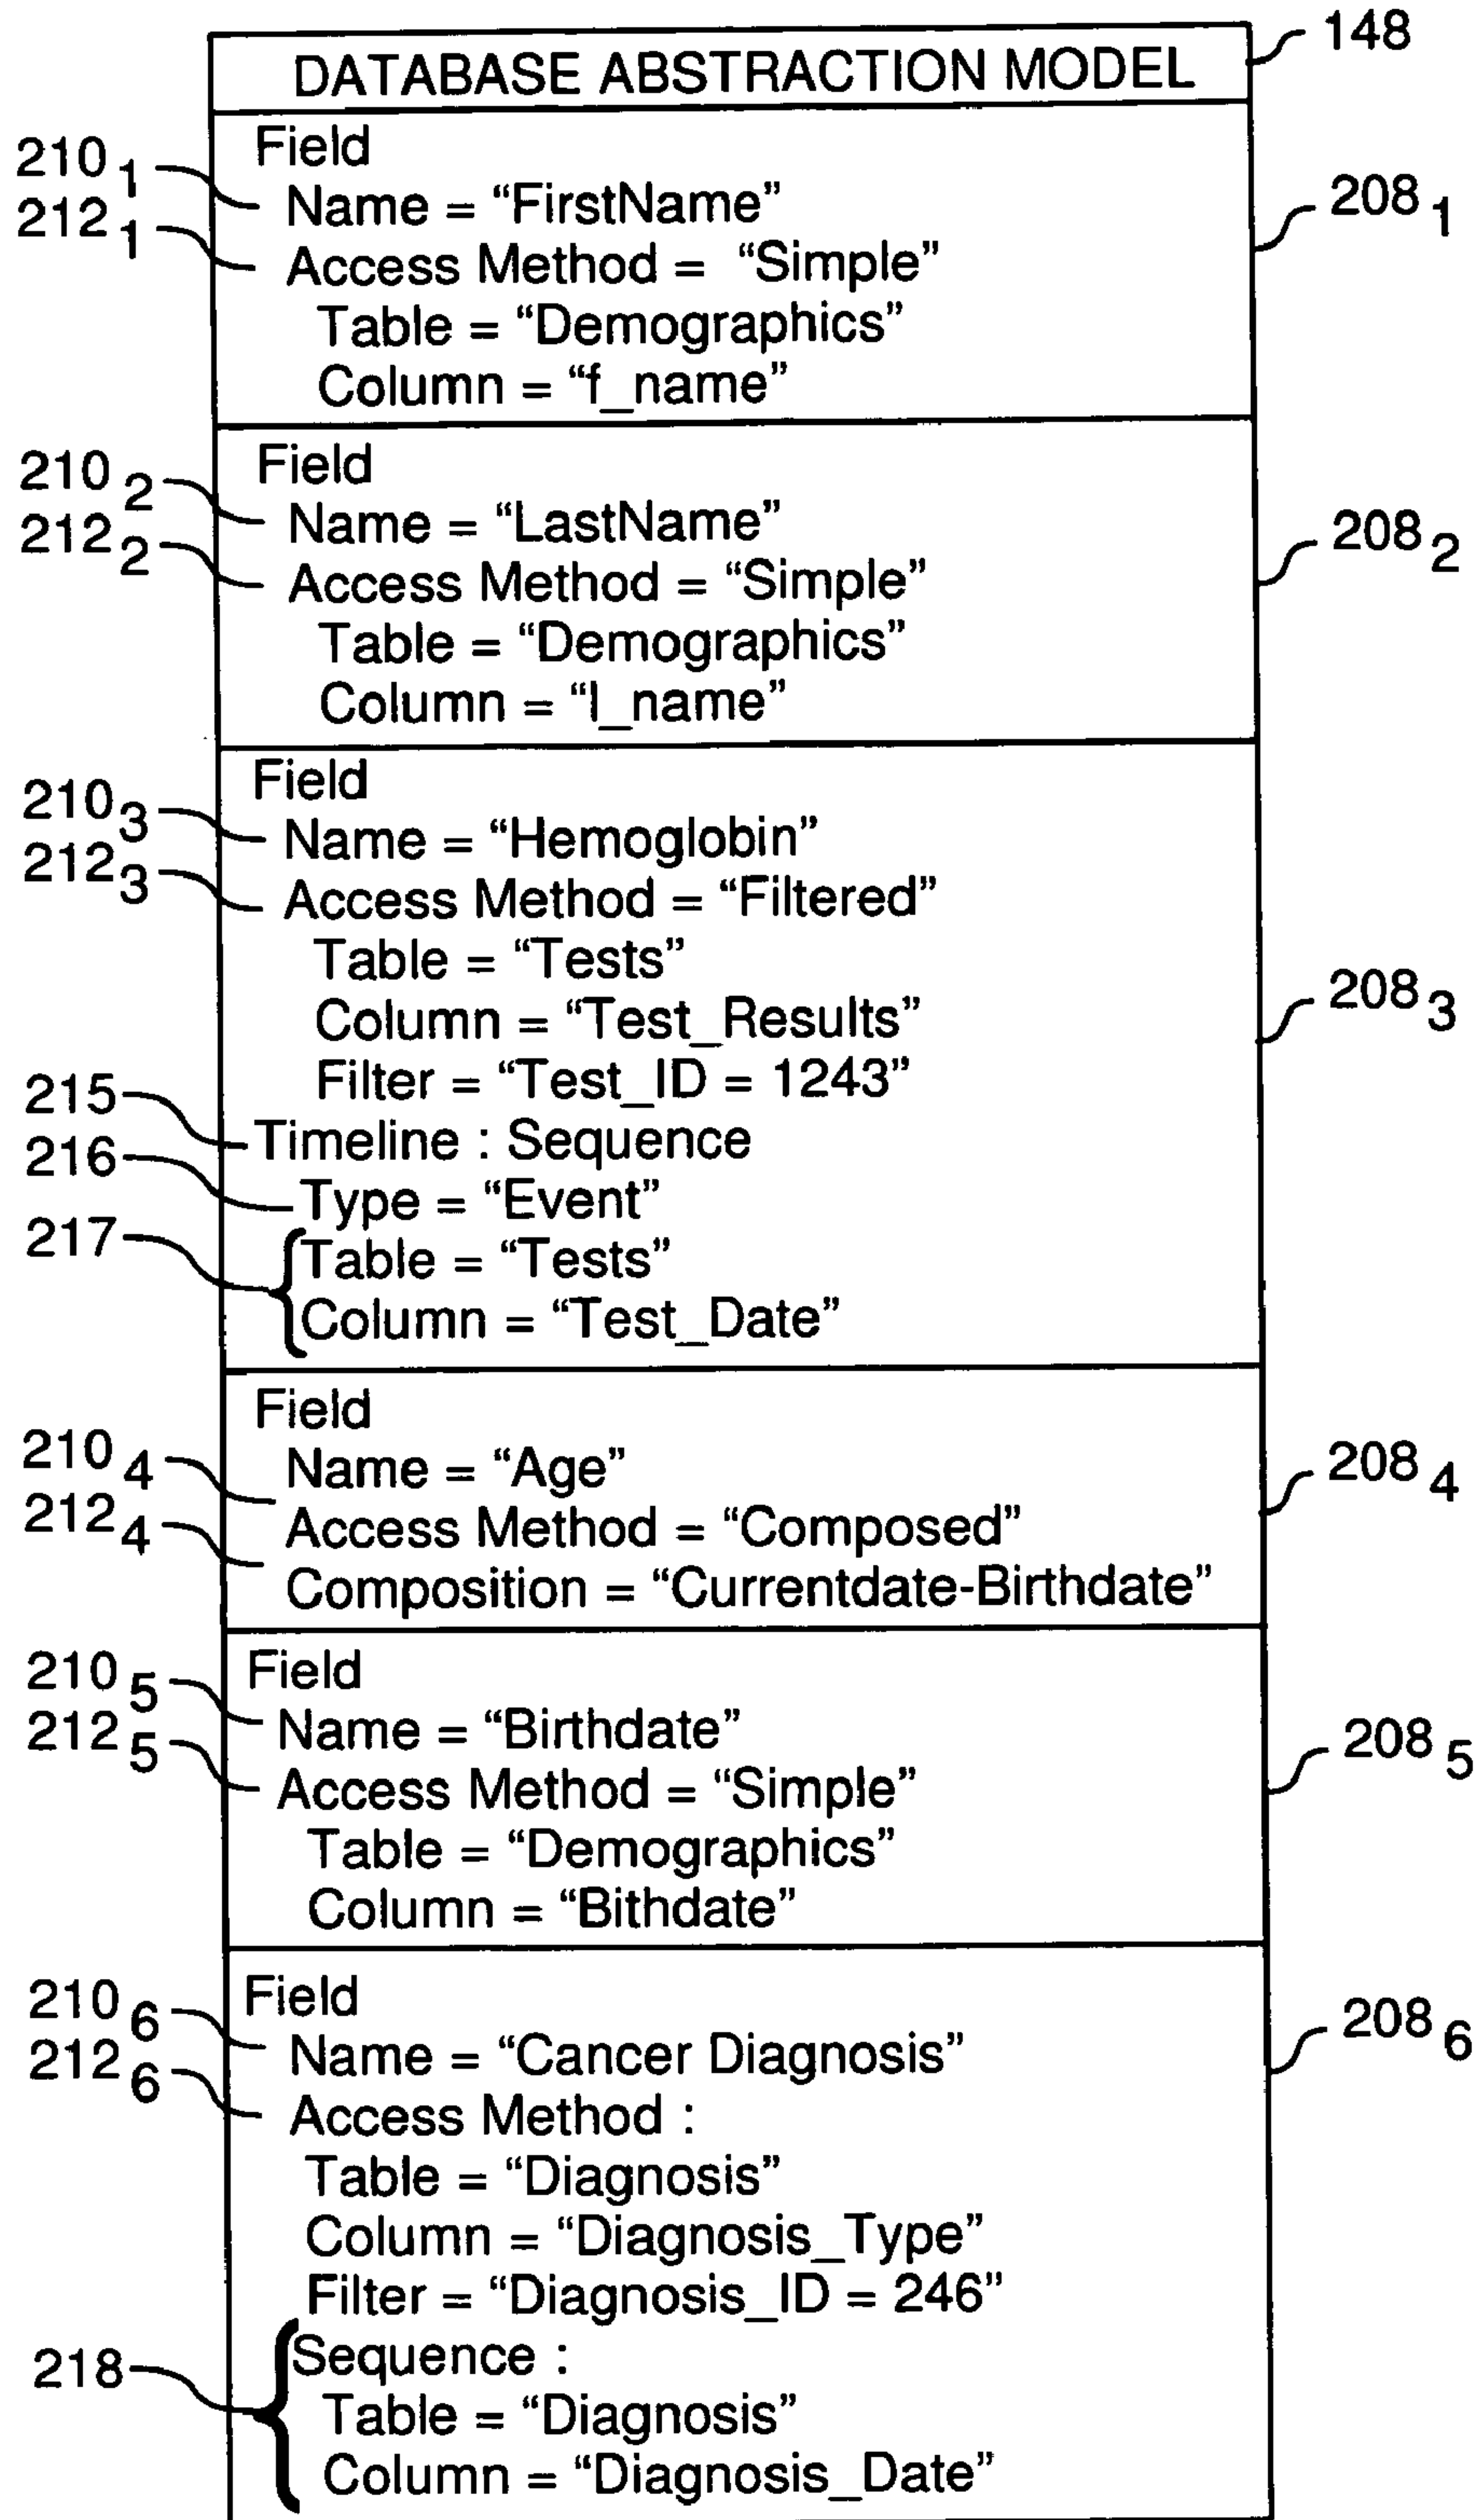 148
DATABASE ABSTRACTION MODEL
Field
210 1
Name = “FirstName”
208 1
212 1
Access Method = “Simple”
Table = “Demographics”
Column = “f_name”
Field
210 2
Name = “LastName”
208 2
212 2
Access Method = “Simple”
Table = “Demographics”
Column = “l_name”
Field
210 3
Name = “Hemoglobin”
212 3
Access Method = “Filtered”
Table = “Tests”
208 3
Column = “Test_Results”
Filter = “Test_ID = 1243”
215
Timeline : Sequence
216
Type = “Event”
217
Table = “Tests”
Column = “Test_Date”
Field
210 4
Name = “Age”
208 4
212 4
Access Method = “Composed”
Composition = “Currentdate-Birthdate”
Field
210 5
Name = “Birthdate”
208 5
212 5
Access Method = “Simple”
Table = “Demographics”
Column = “Bithdate”
Field
210 6
Name = “Cancer Diagnosis”
208 6
212 6
Access Method :
Table = “Diagnosis”
Column = “Diagnosis_Type”
Filter = “Diagnosis_ID = 246”
218
Sequence :
Table = “Diagnosis”
Column = “Diagnosis_Date”